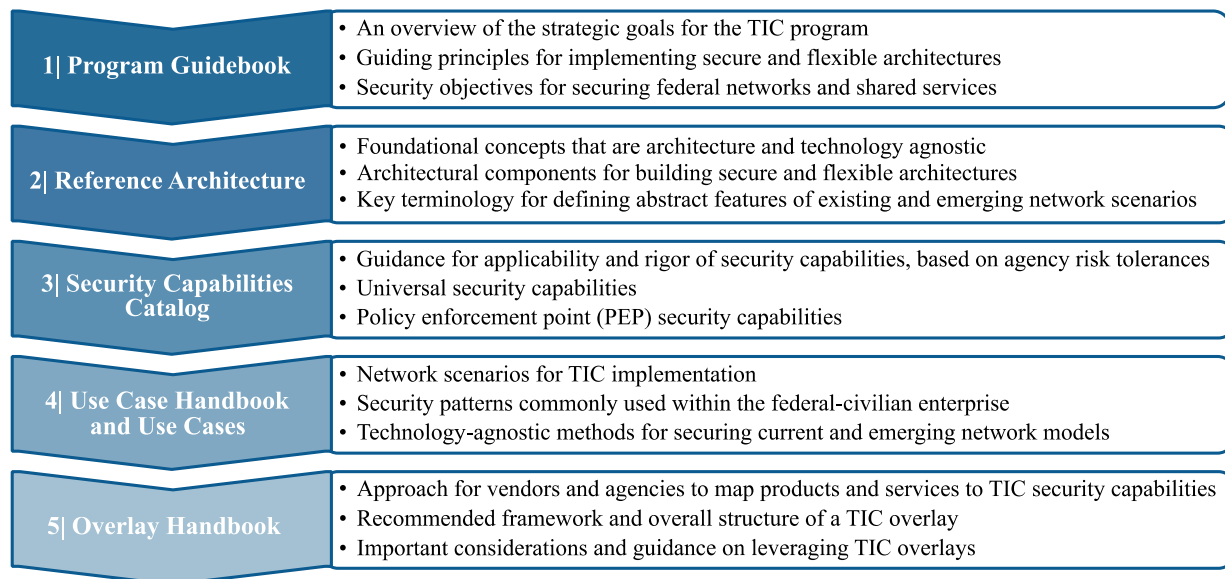 1| Program Guidebook
• An overview of the strategic goals for the TIC program
• Guiding principles for implementing secure and flexible architectures
• Security objectives for securing federal networks and shared services
2| Reference Architecture
• Foundational concepts that are architecture and technology agnostic
• Architectural components for building secure and flexible architectures
• Key terminology for defining abstract features of existing and emerging network scenarios
3| Security Capabilities
Catalog
• Guidance for applicability and rigor of security capabilities, based on agency risk tolerances
• Universal security capabilities
• Policy enforcement point (PEP) security capabilities
4| Use Case Handbook
and Use Cases
• Network scenarios for TIC implementation
• Security patterns commonly used within the federal-civilian enterprise
• Technology-agnostic methods for securing current and emerging network models
5| Overlay Handbook
• Approach for vendors and agencies to map products and services to TIC security capabilities
• Recommended framework and overall structure of a TIC overlay
• Important considerations and guidance on leveraging TIC overlays